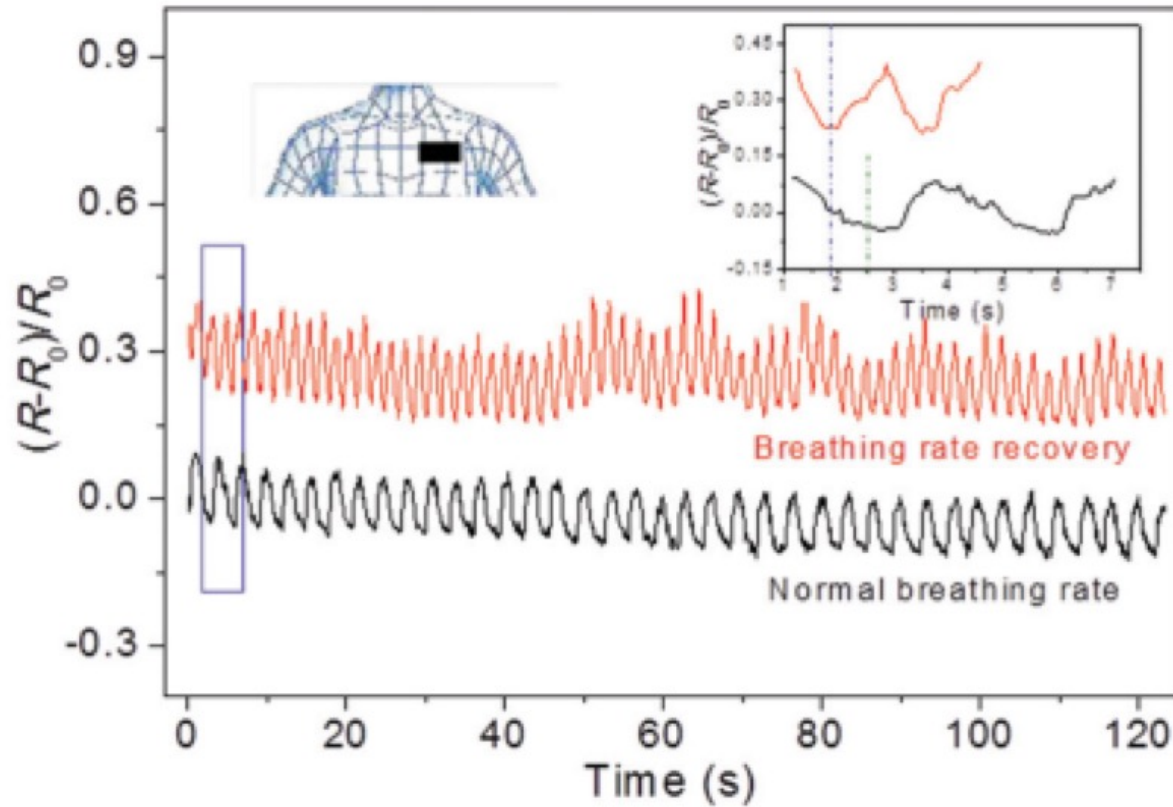 0.9
0.6
0.3
0.0
-0.3
(R-R0)/R0
0 20 40 60 80 100 120
Time (s)
Breathing rate recovery
Normal breathing rate
0.45
0.30
0.15
0.00
-0.15
(R-R0)/R0
1 2 3 4 5 6 7
Time (s)